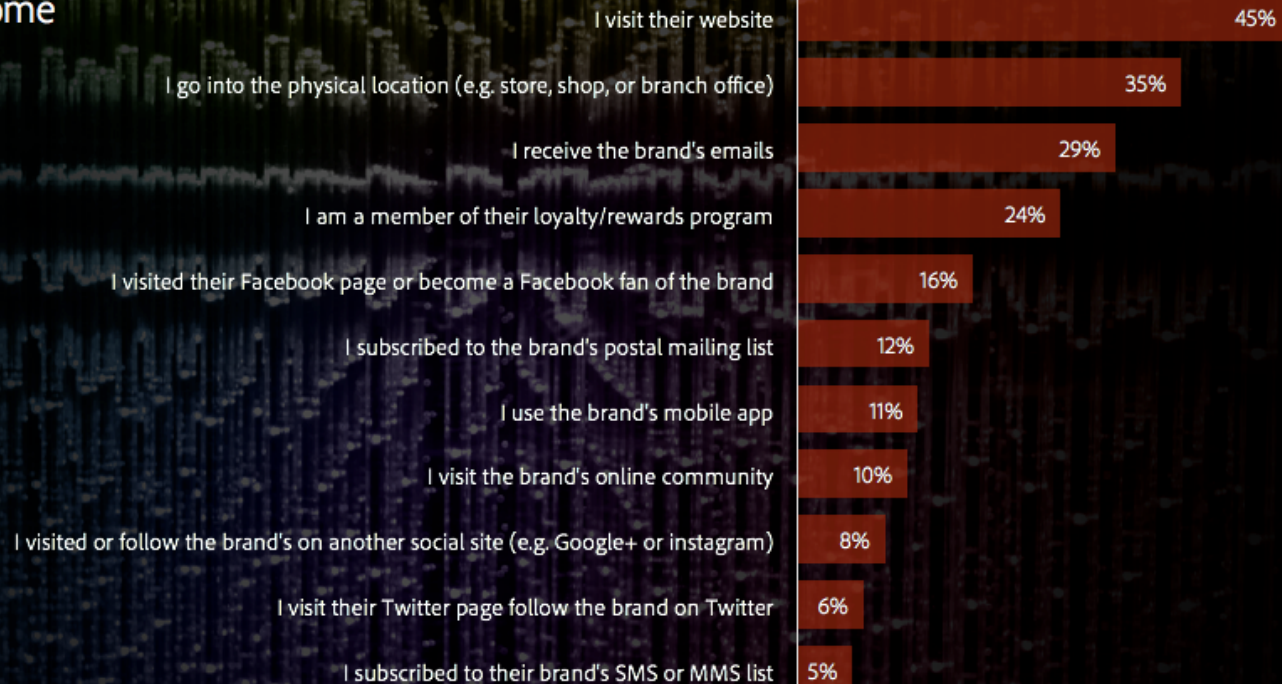 ome
I visit their website 45%
I go into the physical location (e.g. store, shop, or branch office) 35%
I receive the brand's emails 29%
I am a member of their loyalty/rewards program 24%
I visited their Facebook page or become a Facebook fan of the brand 16%
I subscribed to the brand's postal mailing list 12%
I use the brand's mobile app 11%
I visit the brand's online community 10%
I visited or follow the brand's on another social site (e.g. Google+ or instagram) 8%
I visit their Twitter page follow the brand on Twitter 6%
I subscribed to their brand's SMS or MMS list 5%